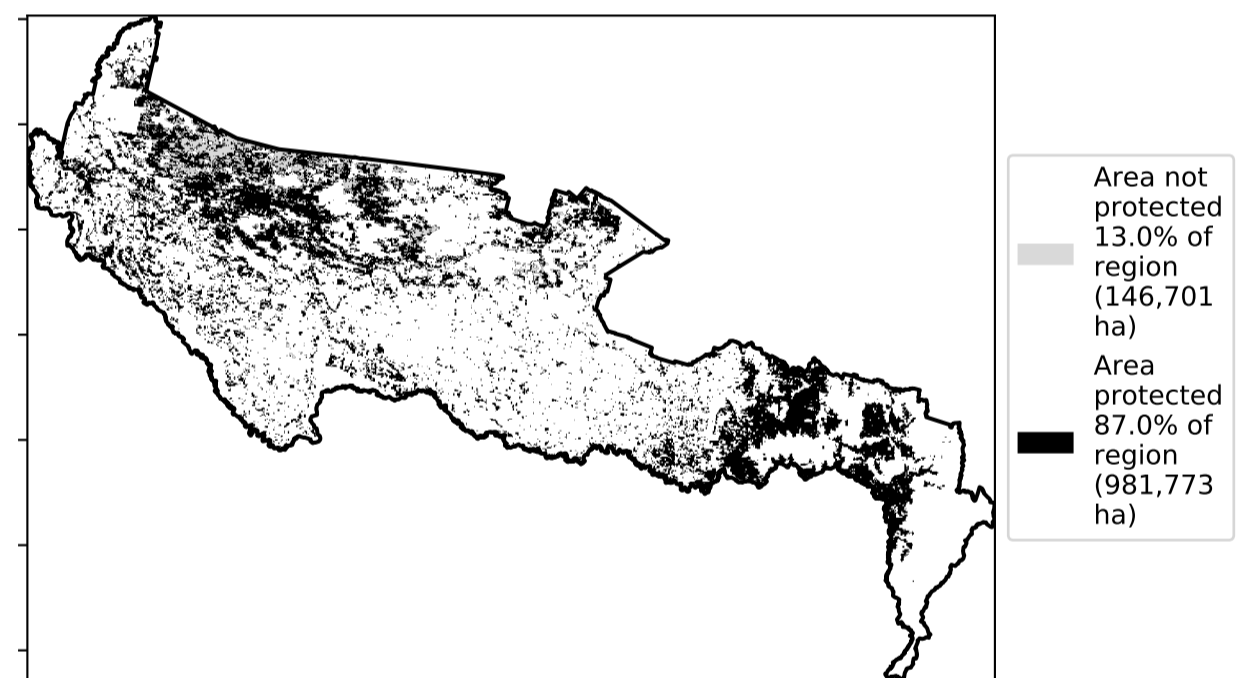 Area not
protected
13.0% of
region
(146,701
ha)
Area
protected
87.0% of
region
(981,773
ha)